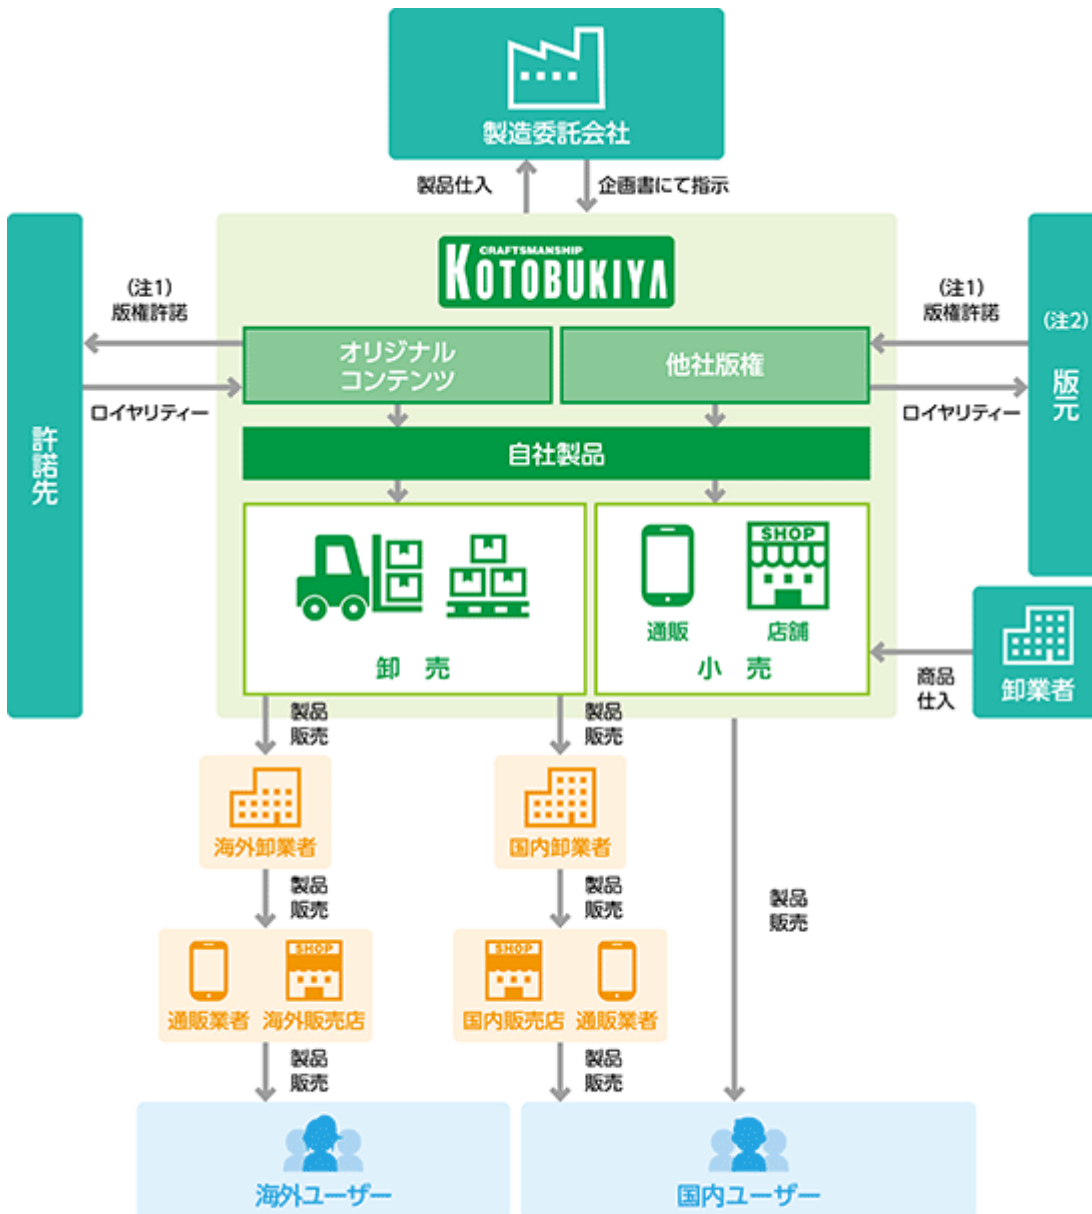 製造委託会社
製品仕入
企画書にて指示
CRAFTSMANSHIP
KOTOBUKIYA
(注1)
版権許諾
ロイヤリティー
許諾先
オリジナル
コンテンツ
他社版権
(注1)
版権許諾
ロイヤリティー
(注2)
版元
自社製品
卸売
SHOP
通販
店舗
小売
商品
仕入
卸業者
製品
販売
製品
販売
海外卸業者
国内卸業者
製品
販売
製品
販売
製品
販売
SHOP
通販業者
海外販売店
SHOP
国内販売店
通販業者
製品
販売
製品
販売
海外ユーザー
国内ユーザー